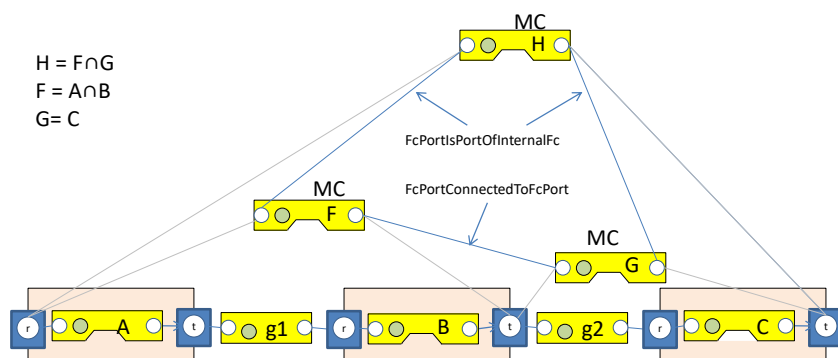 MC
H
H = F∩G
F = A∩B
G= C
FcPortIsPortOfInternalFc
FcPortConnectedToFcPort
MC
F
MC
G
r A t g1 r B t g2 r C t